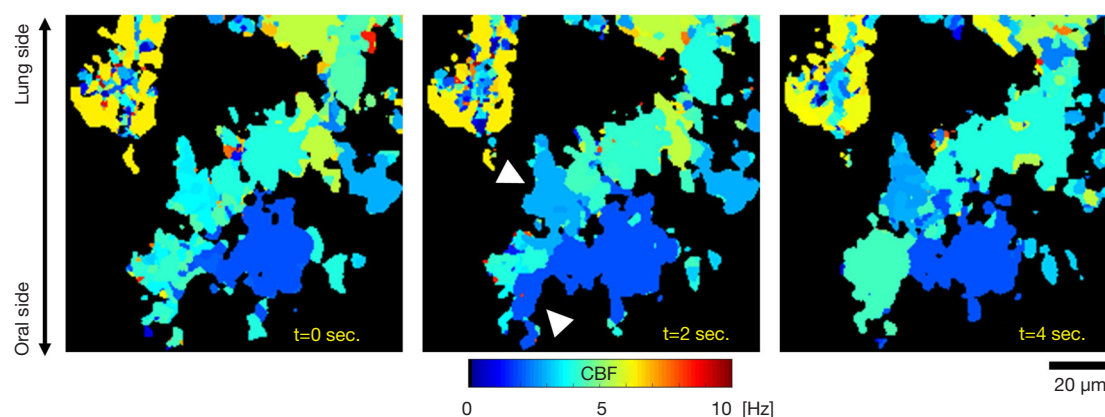 Lung side
Oral side
t=0 sec.
t=2 sec.
t=4 sec.
CBF
0 5 10 [Hz]
20 μm